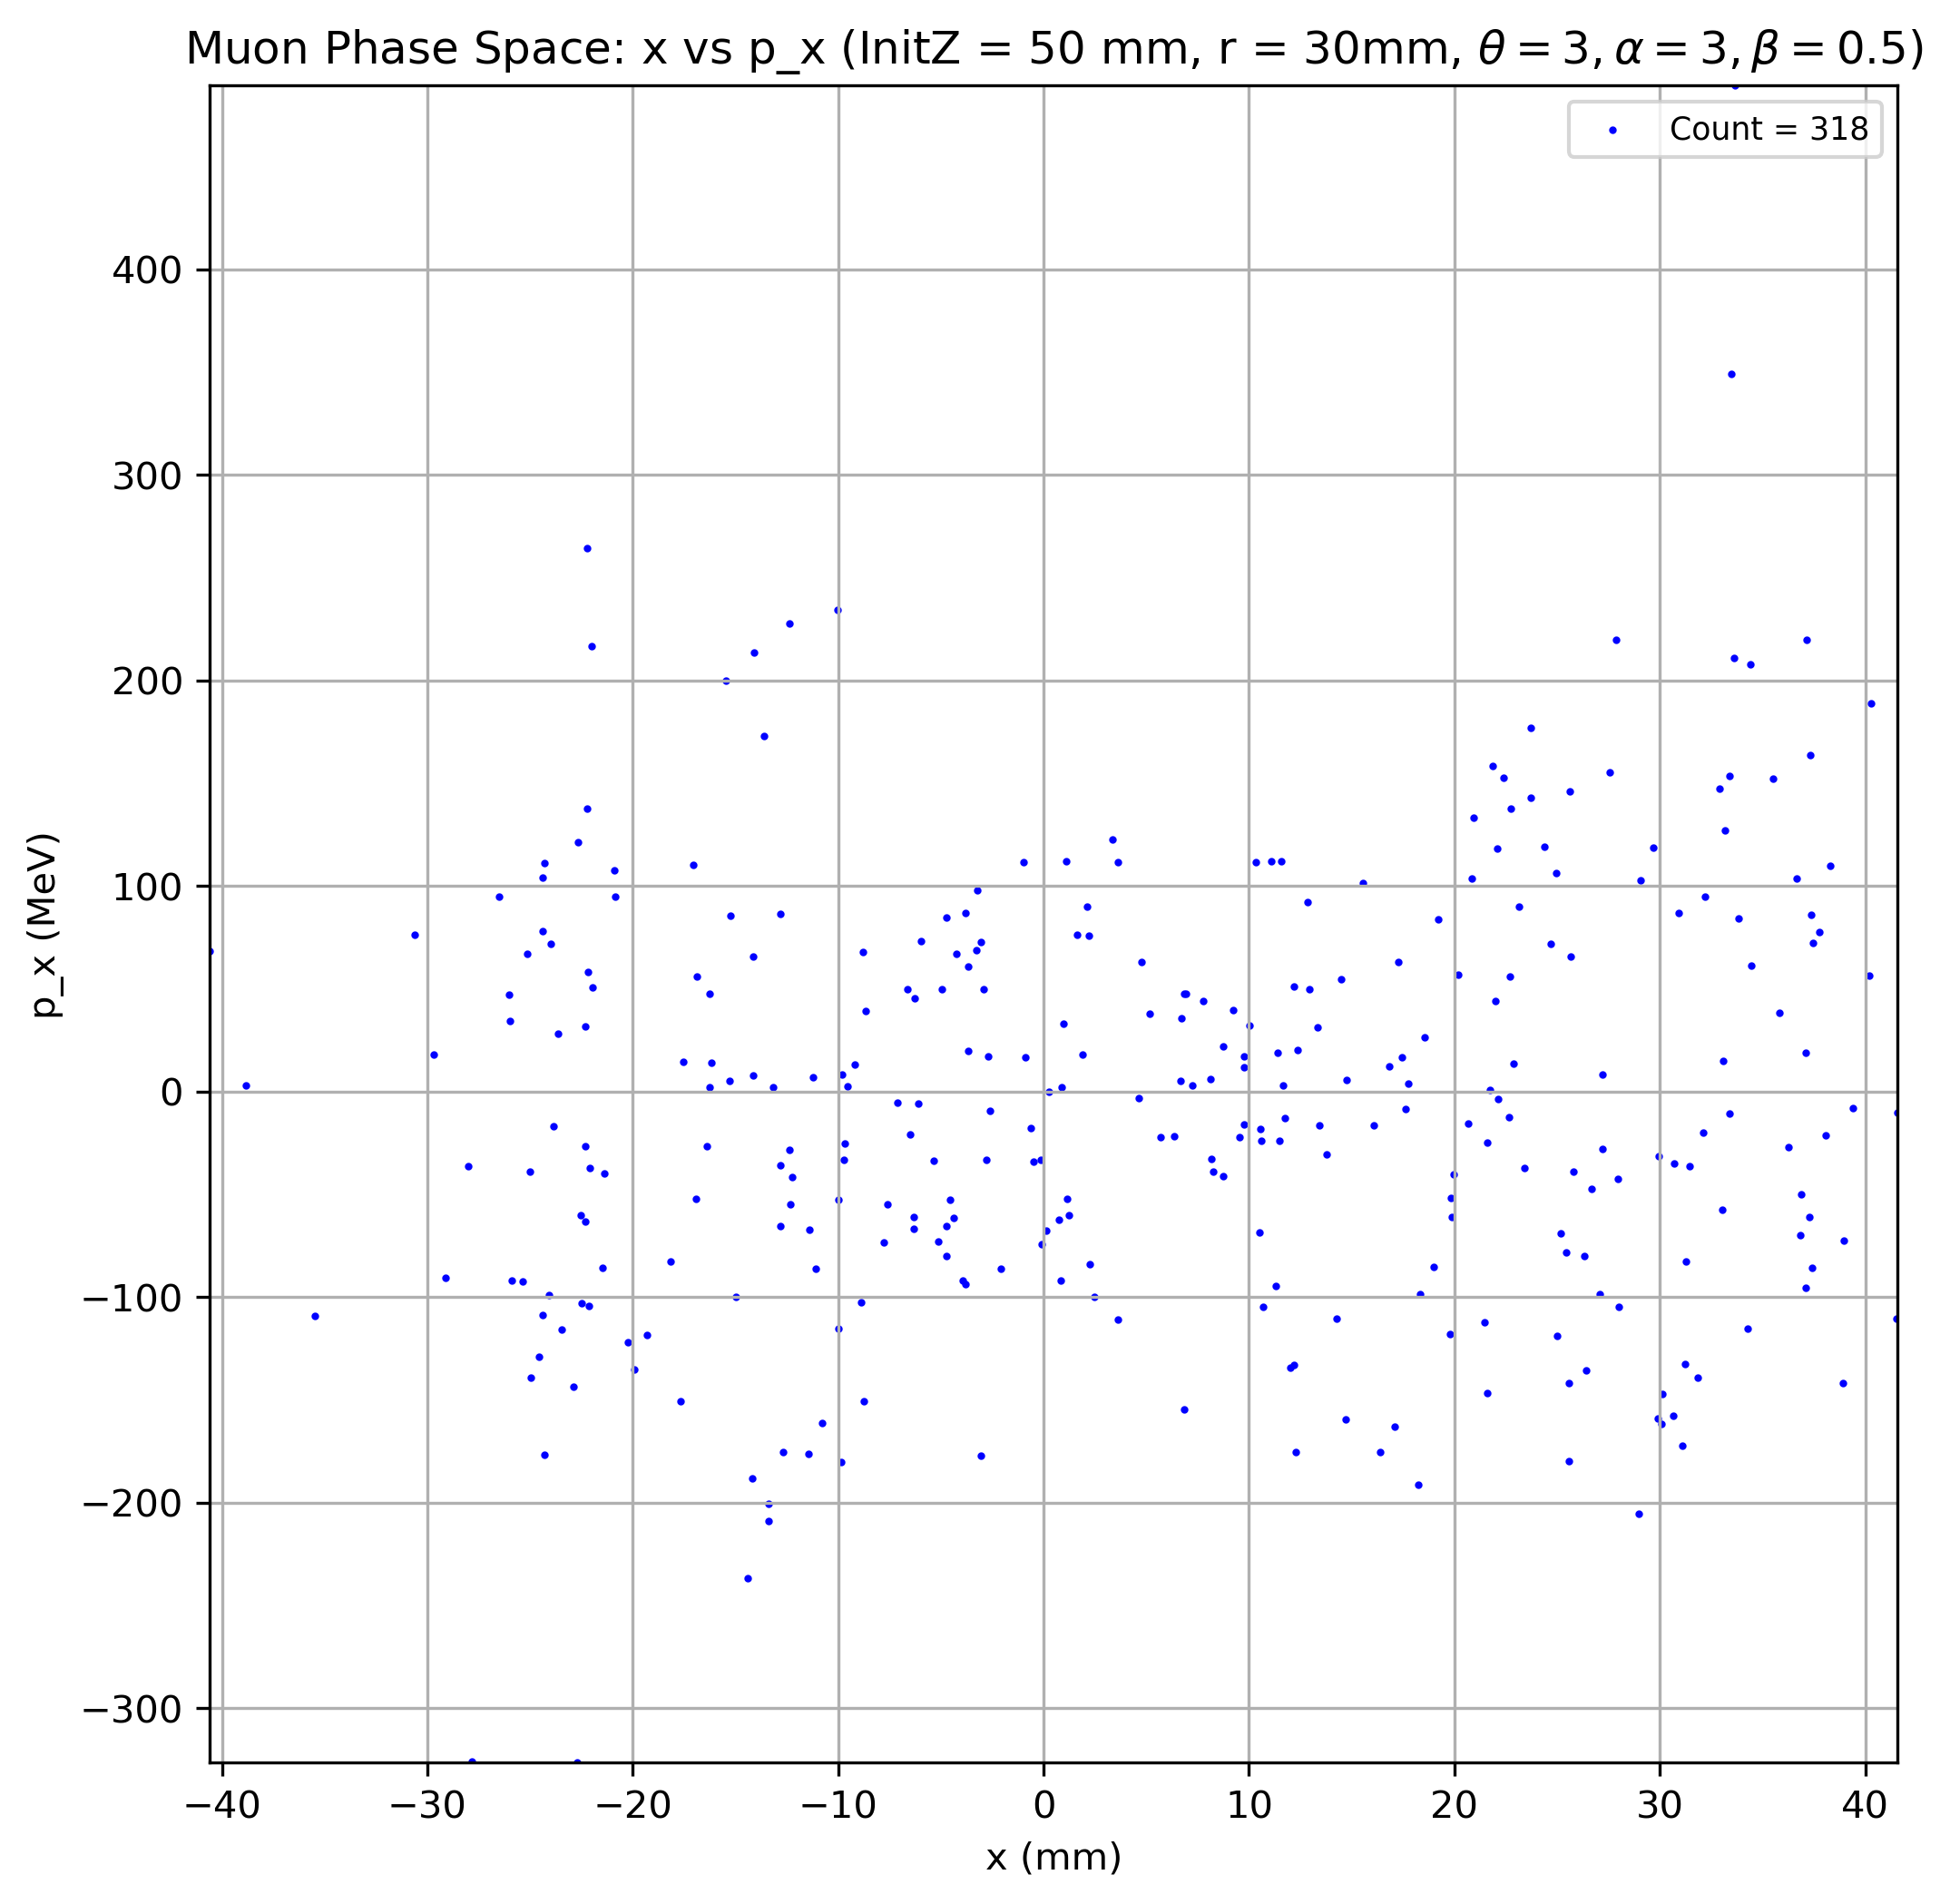 Muon Phase Space: x vs p_x (InitZ = 50 mm, r = 30mm, θ = 3, α = 3, β = 0.5)
Count = 318
400
300
200
100
0
−100
−200
−300
p_x (MeV)
−40 −30 −20 −10 0 10 20 30 40
x (mm)